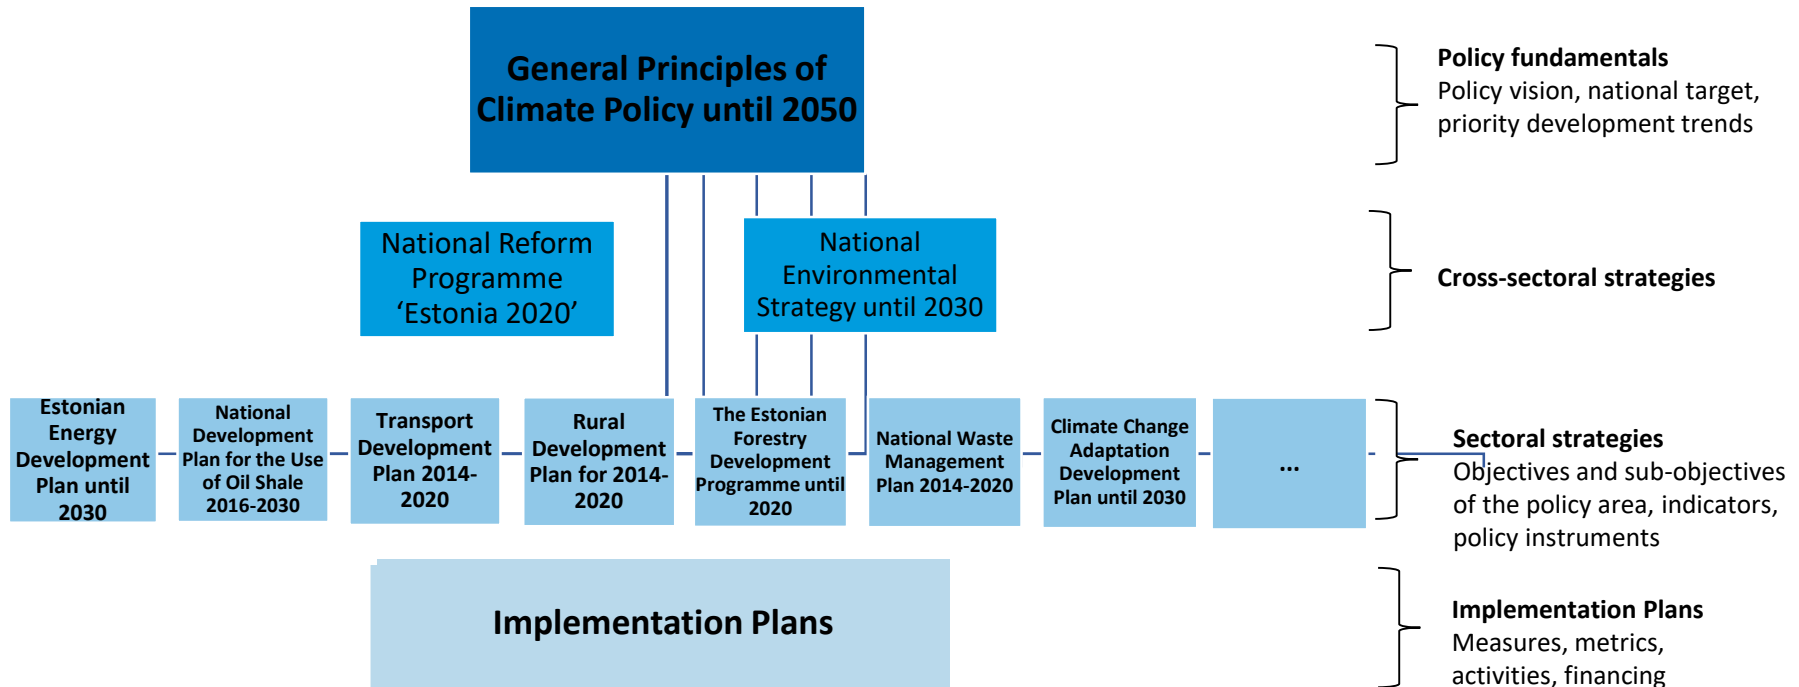 General Principles of
Climate Policy until 2050
Policy fundamentals
Policy vision, national target,
priority development trends
National Reform
Programme
‘Estonia 2020’
National
Environmental
Strategy until 2030
Cross-sectoral strategies
Estonian
Energy
Development
Plan until
2030
National
Development
Plan for the Use
of Oil Shale
2016-2030
Transport
Development
Plan 2014-
2020
Rural
Development
Plan for 2014-
2020
The Estonian
Forestry
Development
Programme until
2020
National Waste
Management
Plan 2014-2020
Climate Change
Adaptation
Development
Plan until 2030
...
Sectoral strategies
Objectives and sub-objectives
of the policy area, indicators,
policy instruments
Implementation Plans
Implementation Plans
Measures, metrics,
activities, financing